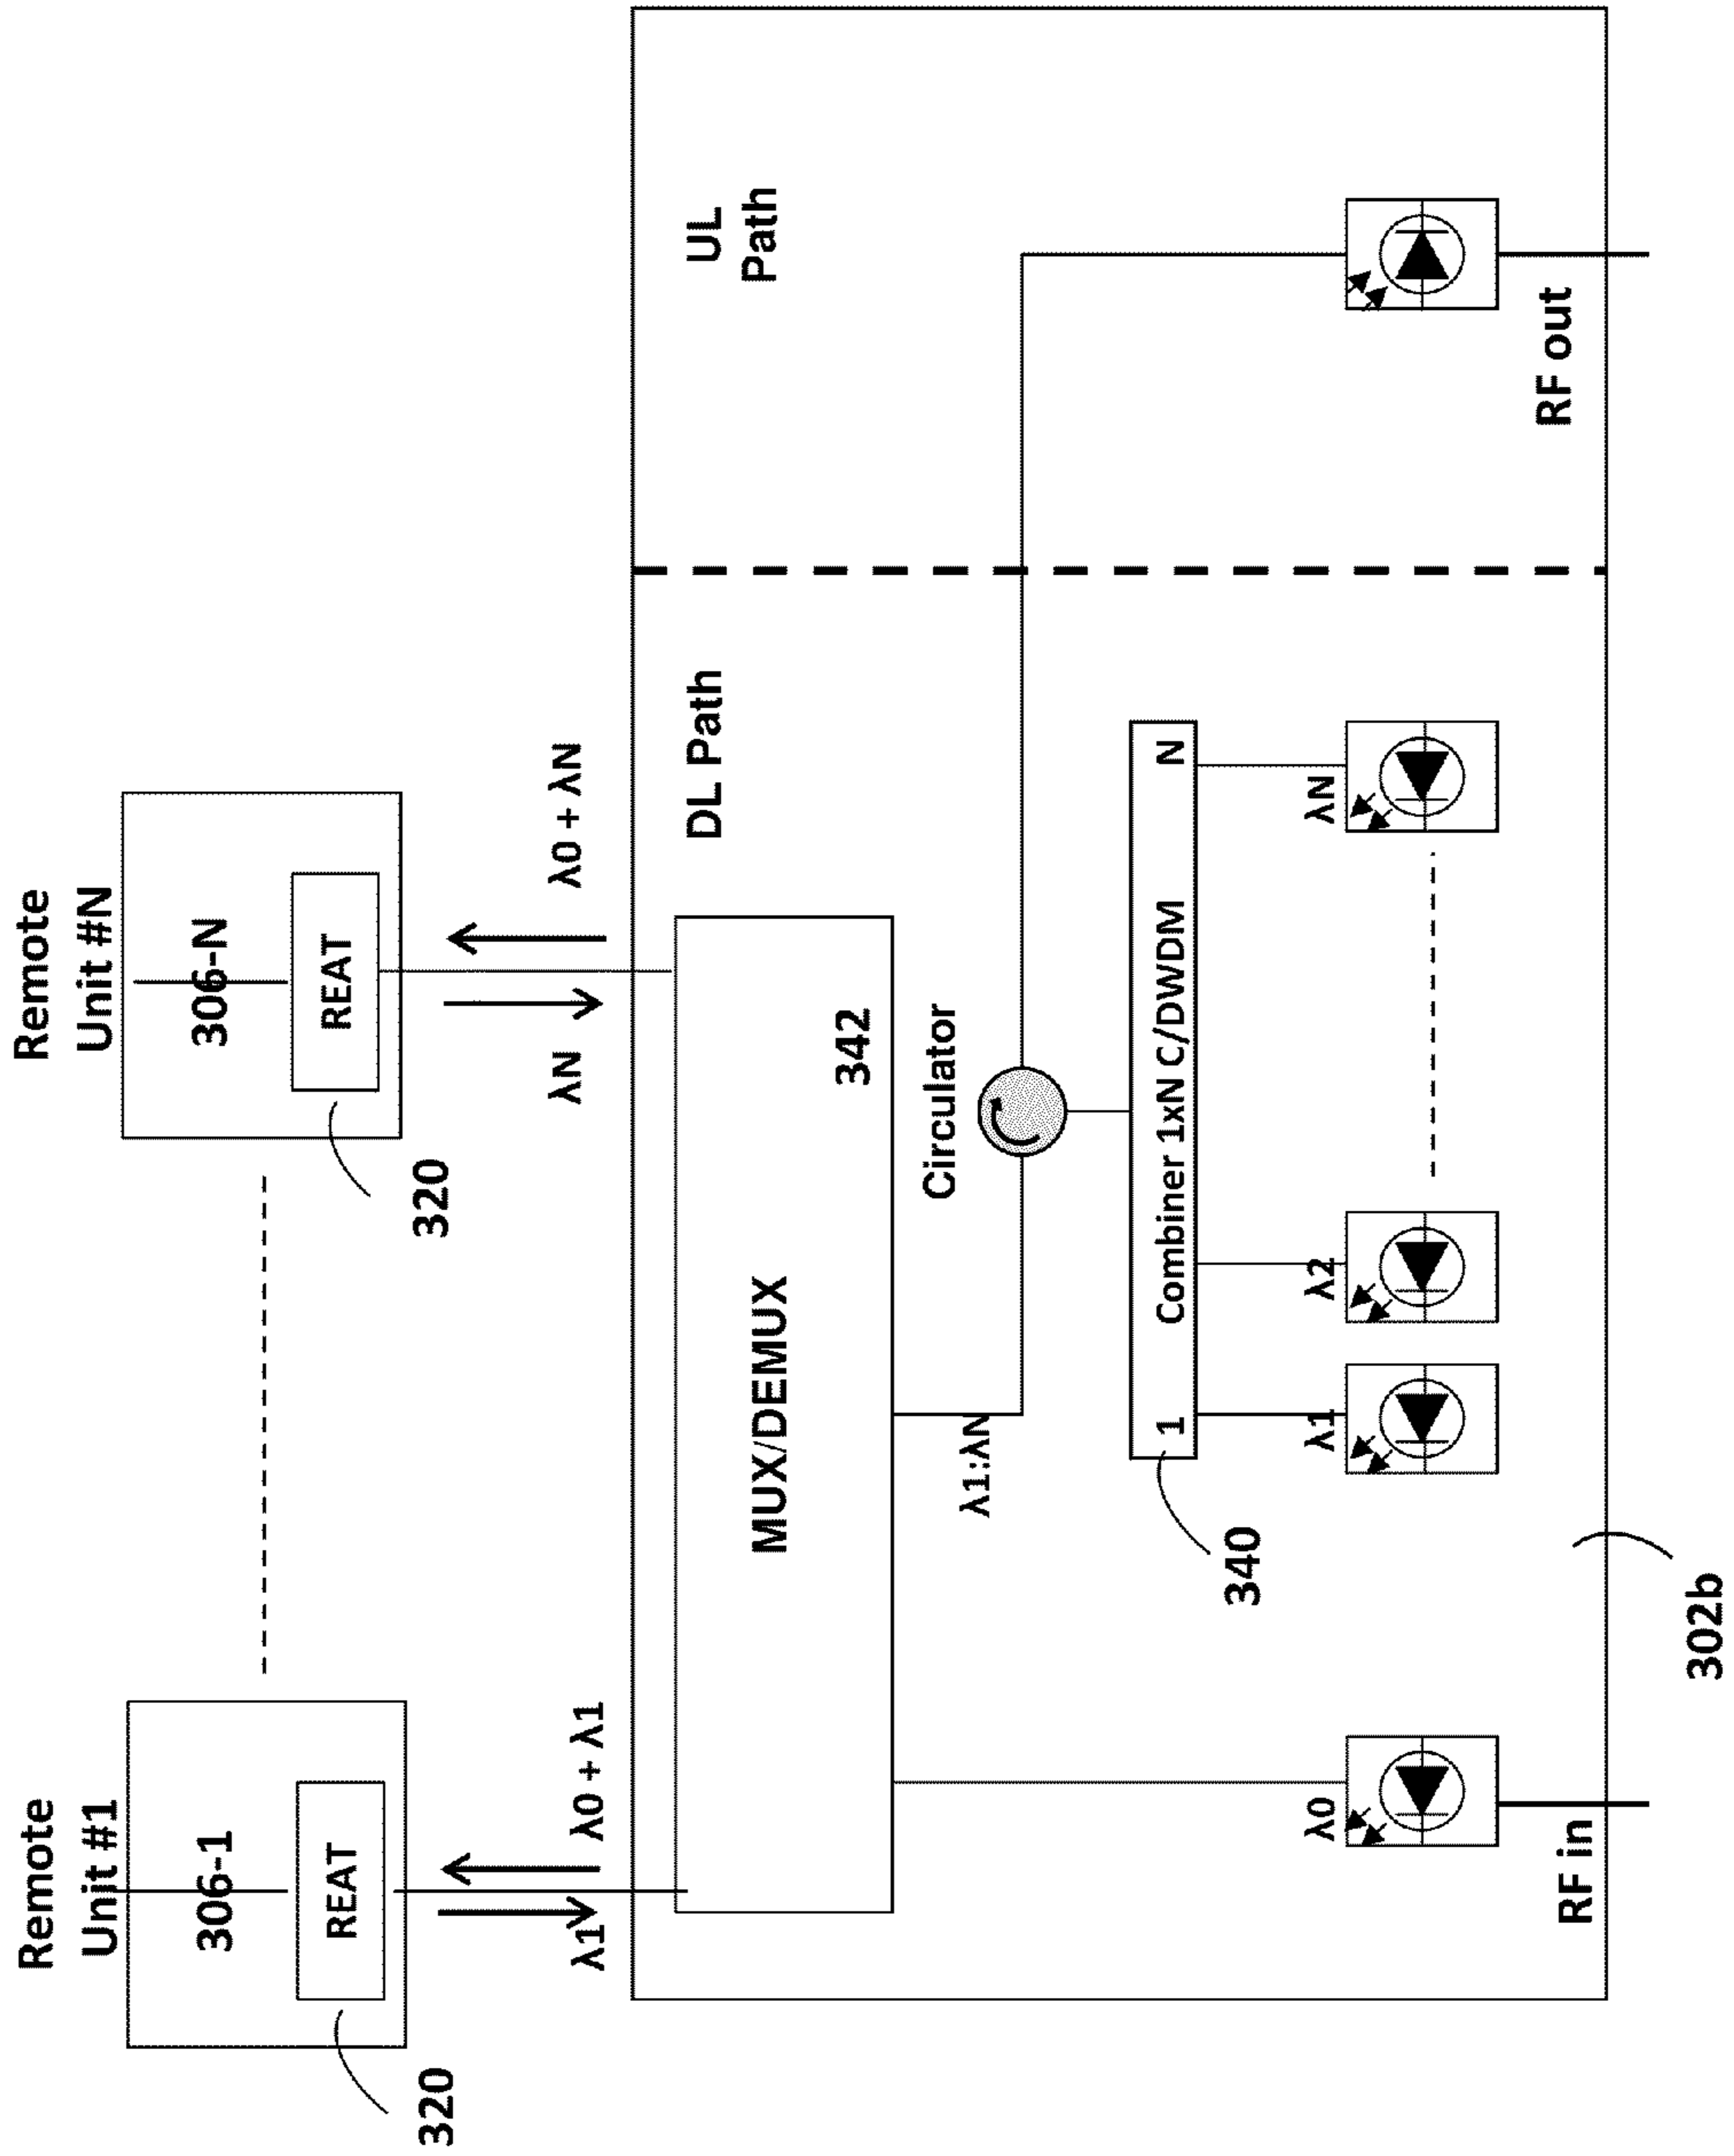 Remote
Unit #1
306-1
REAT
320
Remote
Unit #N
306-N
REAT
320
λ1
λ0 + λ1
λN
λ0 + λN
MUX/DEMUX
342
DL Path
UL
Path
λ1:λN
Circulator
1 Combiner 1xN C/DWDM N
340
λ0
λ1
λ2
λN
RF in
RF out
302b